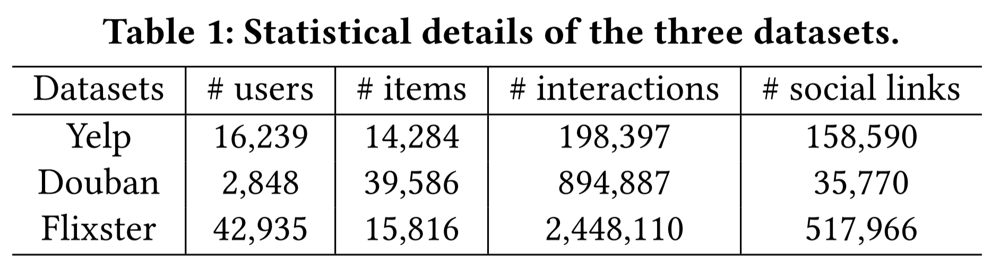 Table 1: Statistical details of the three datasets.
Datasets # users # items # interactions # social links
Yelp 16,239 14,284 198,397 158,590
Douban 2,848 39,586 894,887 35,770
Flixster 42,935 15,816 2,448,110 517,966